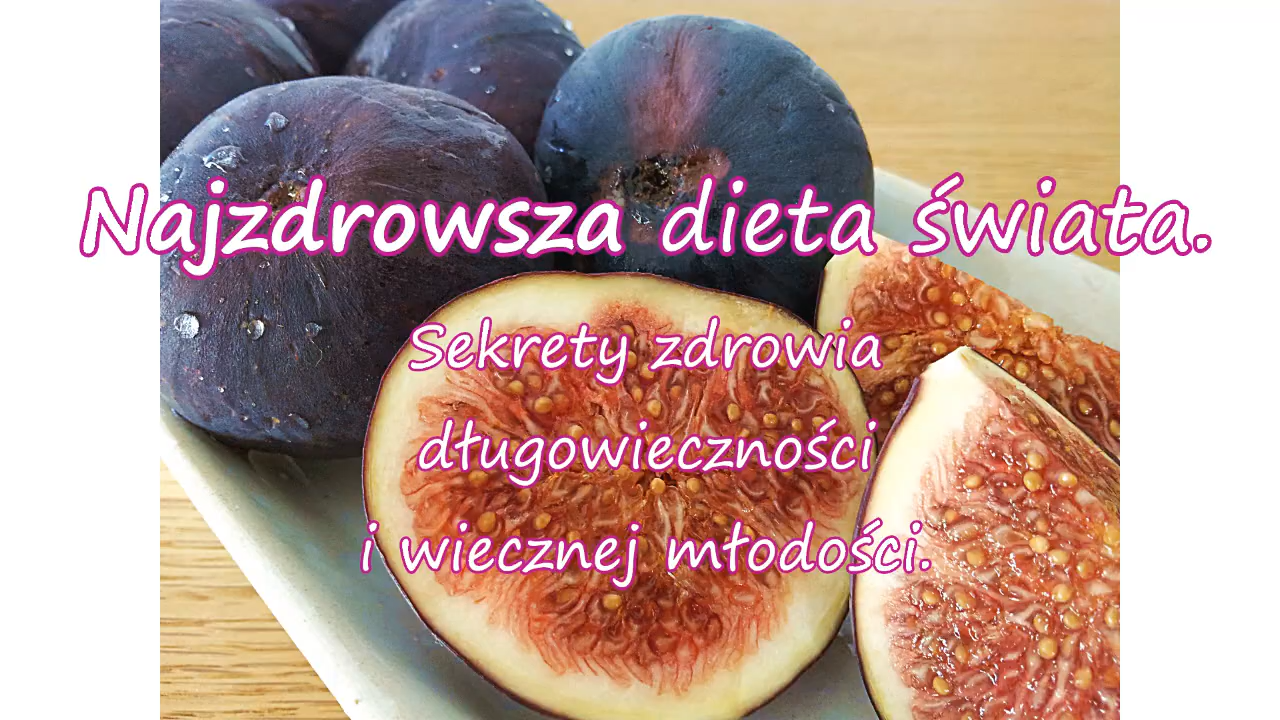 Najzdrowsza dieta świata.
Sekrety zdrowia
długowieczności
i wiecznej młodości.